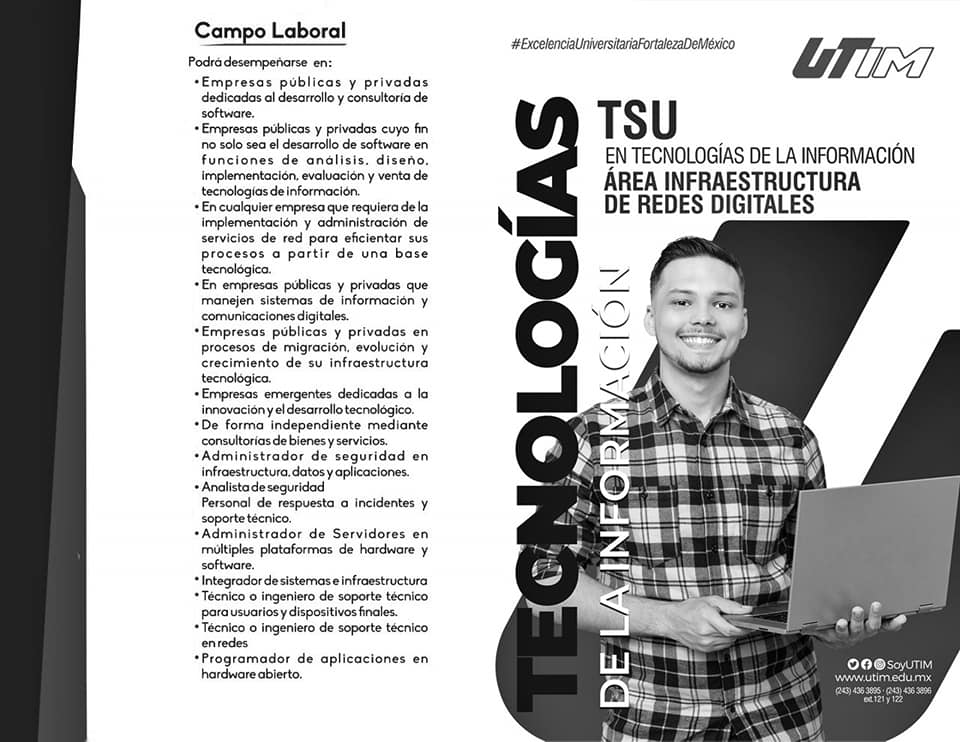 Campo Laboral
Podrá desempeñarse en:
• Empresas públicas y privadas
dedicadas al desarrollo y consultoría de
software.
• Empresas públicas y privadas cuyo fin
no solo sea el desarrollo de software en
funciones de análisis, diseño,
implementación, evaluación y venta de
tecnologías de información.
• En cualquier empresa que requiera de la
implementación y administración de
servicios de red para eficientar sus
procesos a partir de una base
tecnológica.
• En empresas públicas y privadas que
manejen sistemas de información y
comunicaciones digitales.
• Empresas públicas y privadas en
procesos de migración, evolución y
crecimiento de su infraestructura
tecnológica.
• Empresas emergentes dedicadas a la
innovación y el desarrollo tecnológico.
• De forma independiente mediante
consultorías de bienes y servicios.
• Administrador de seguridad en
infraestructura, datos y aplicaciones.
• Analista de seguridad
Personal de respuesta a incidentes y
soporte técnico.
• Administrador de Servidores en
múltiples plataformas de hardware y
software.
• Integrador de sistemas e infraestructura
• Técnico o ingeniero de soporte técnico
para usuarios y dispositivos finales.
• Técnico o ingeniero de soporte técnico
en redes
• Programador de aplicaciones en
hardware abierto.
#ExcelenciaUniversitariaFortalezaDeMéxico
UTIM
TECNOLOGÍAS
DE LA INFORMACIÓN
TSU
EN TECNOLOGÍAS DE LA INFORMACIÓN
ÁREA INFRAESTRUCTURA
DE REDES DIGITALES
SoyUTIM
www.utim.edu.mx
(243) 436 3895 · (243) 436 3896
ext.121 y 122